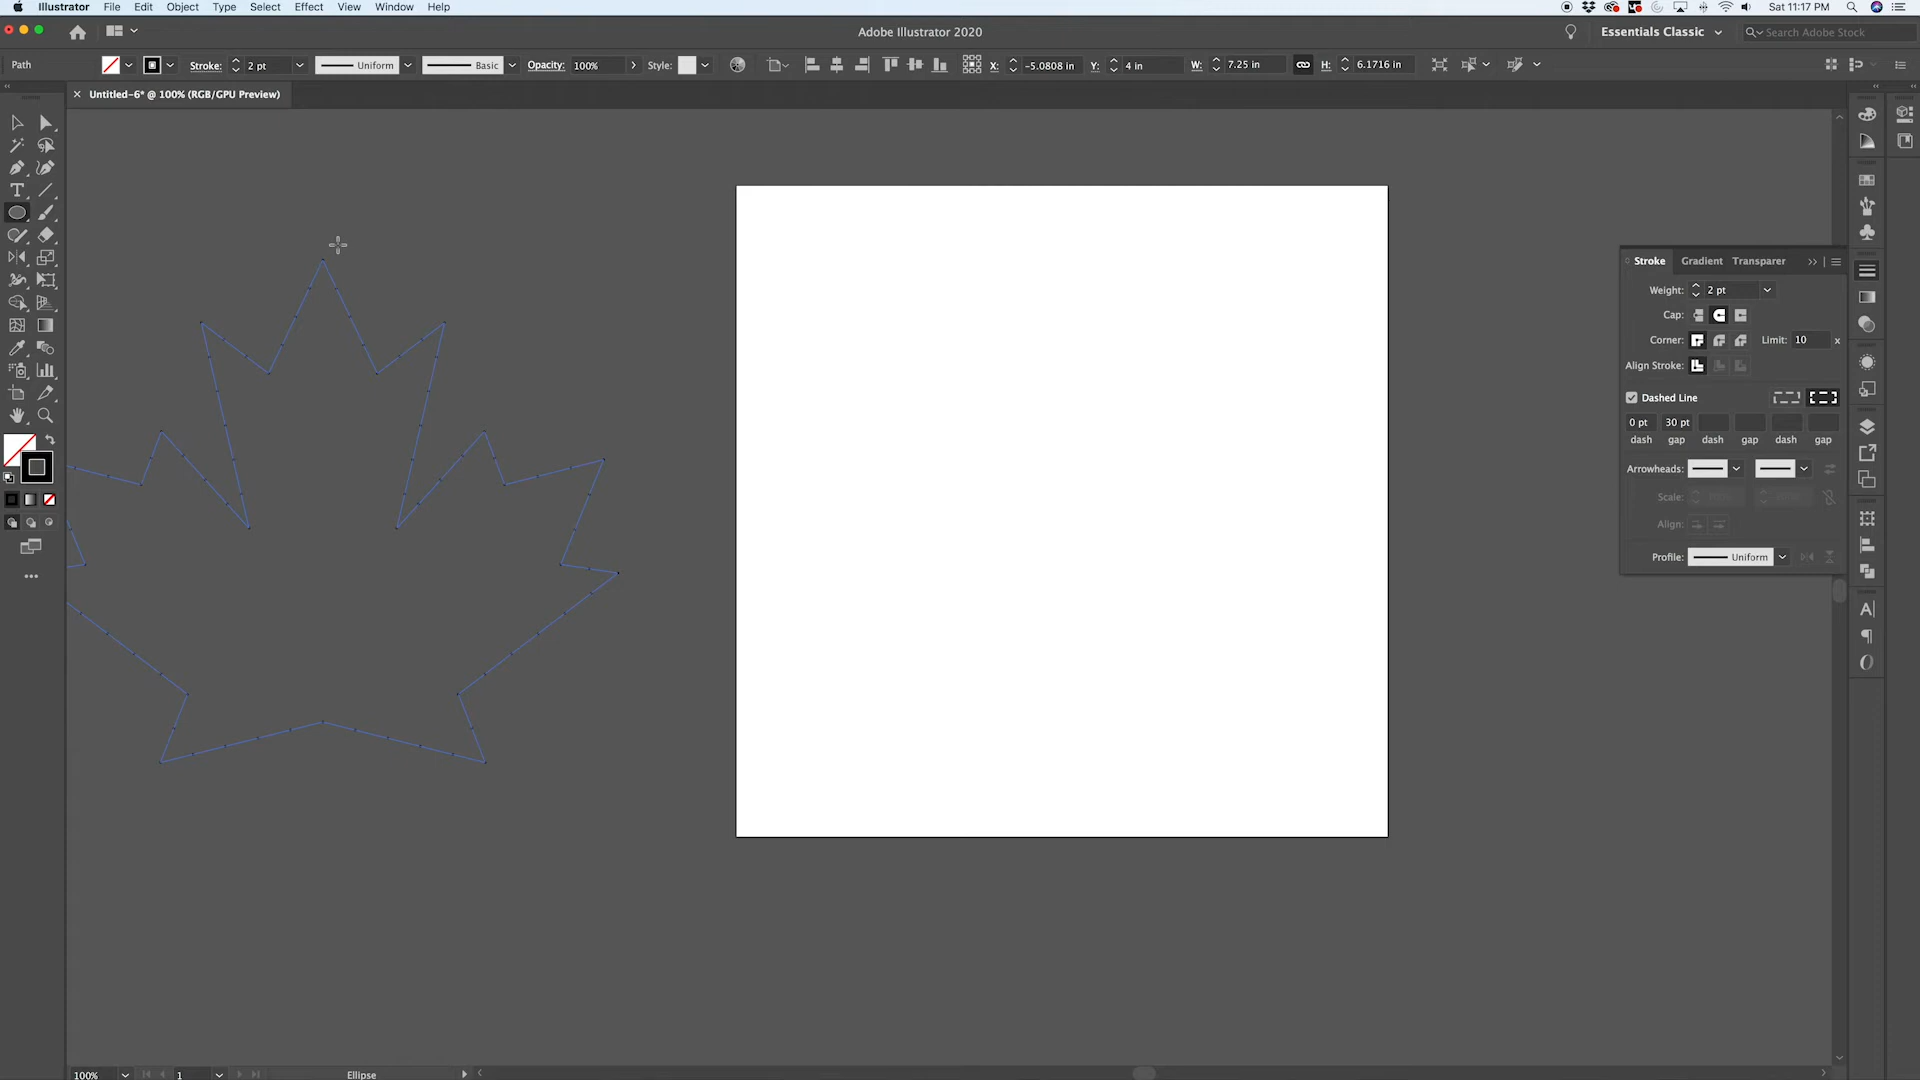 Illustrator File Edit Object Type Select Effect View Window Help
Sat 11:17 PM
Adobe Illustrator 2020
Essentials Classic
Search Adobe Stock
Path
Stroke: 2 pt
Uniform
Basic
Opacity: 100%
Style:
X: -5.0808 in
Y: 4 in
W: 7.25 in
H: 6.1716 in
× Untitled-6* @ 100% (RGB/GPU Preview)
Stroke Gradient Transparer
Weight: 2 pt
Cap:
Corner: Limit: 10 x
Align Stroke:
Dashed Line
0 pt 30 pt
dash gap dash gap dash gap
Arrowheads:
Scale:
Align:
Profile: Uniform
100% 1 Ellipse